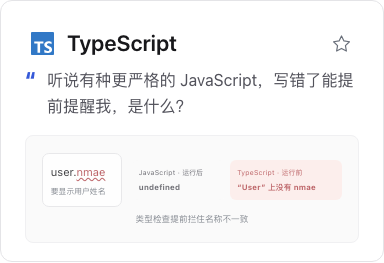 TS
TypeScript
“ 听说有种更严格的 JavaScript，写错了能提
前提醒我，是什么？
user.nmae
要显示用户姓名
JavaScript · 运行后
undefined
TypeScript · 运行前
“User” 上没有 nmae
类型检查提前拦住名称不一致